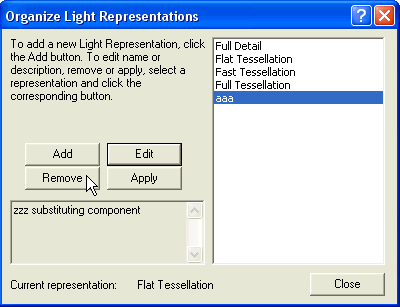 Organize Light Representations
To add a new Light Representation, click
the Add button. To edit name or
description, remove or apply, select a
representation and click the
corresponding button.
Full Detail
Flat Tessellation
Fast Tessellation
Full Tessellation
aaa
Add
Edit
Remove
Apply
zzz substituting component
Current representation: Flat Tessellation
Close